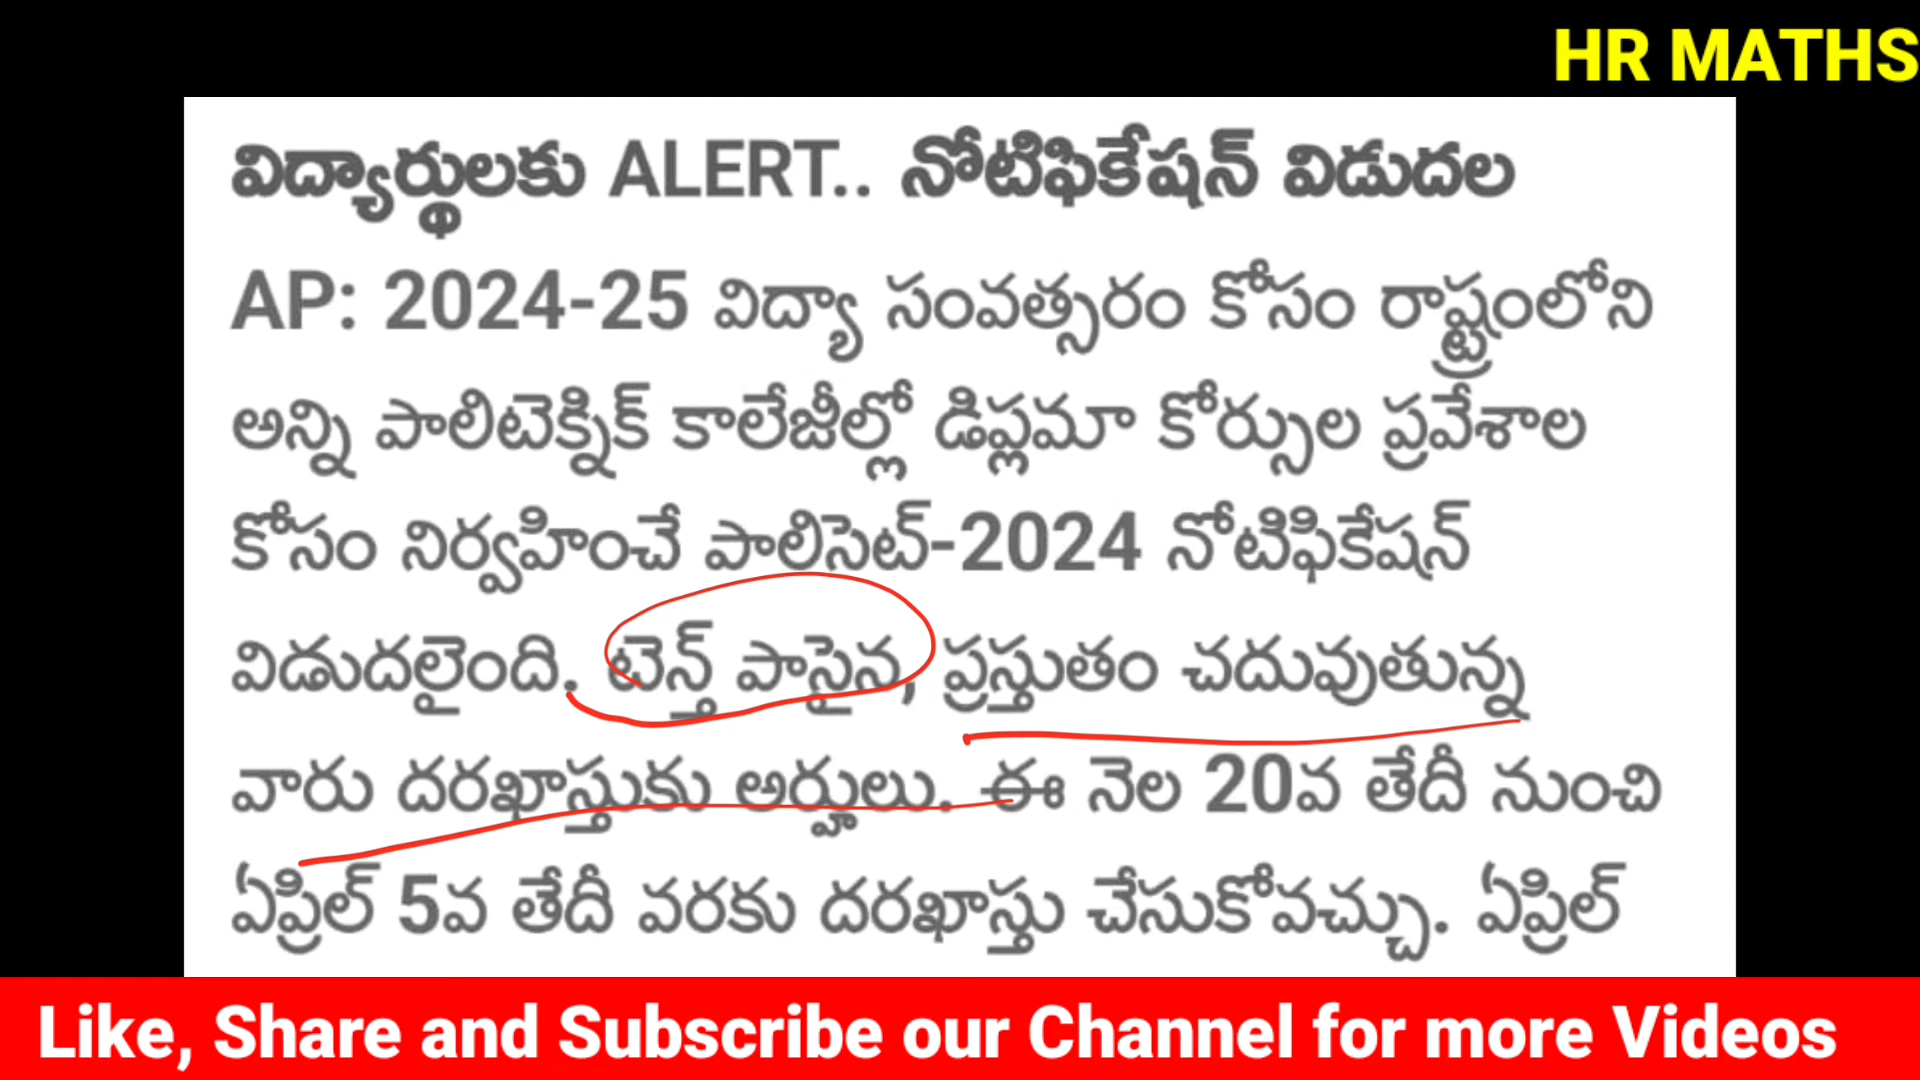 HR MATHS
విద్యార్థులకు ALERT.. నోటిఫికేషన్ విడుదల
AP: 2024-25 విద్యా సంవత్సరం కోసం రాష్ట్రంలోని
అన్ని పాలిటెక్నిక్ కాలేజీల్లో డిప్లమా కోర్సుల ప్రవేశాల
కోసం నిర్వహించే పాలిసెట్-2024 నోటిఫికేషన్
విడుదలైంది. టెన్త్ పాసైన, ప్రస్తుతం చదువుతున్న
వారు దరఖాస్తుకు అర్హులు. ఈ నెల 20వ తేదీ నుంచి
ఏప్రిల్ 5వ తేదీ వరకు దరఖాస్తు చేసుకోవచ్చు. ఏప్రిల్
Like, Share and Subscribe our Channel for more Videos